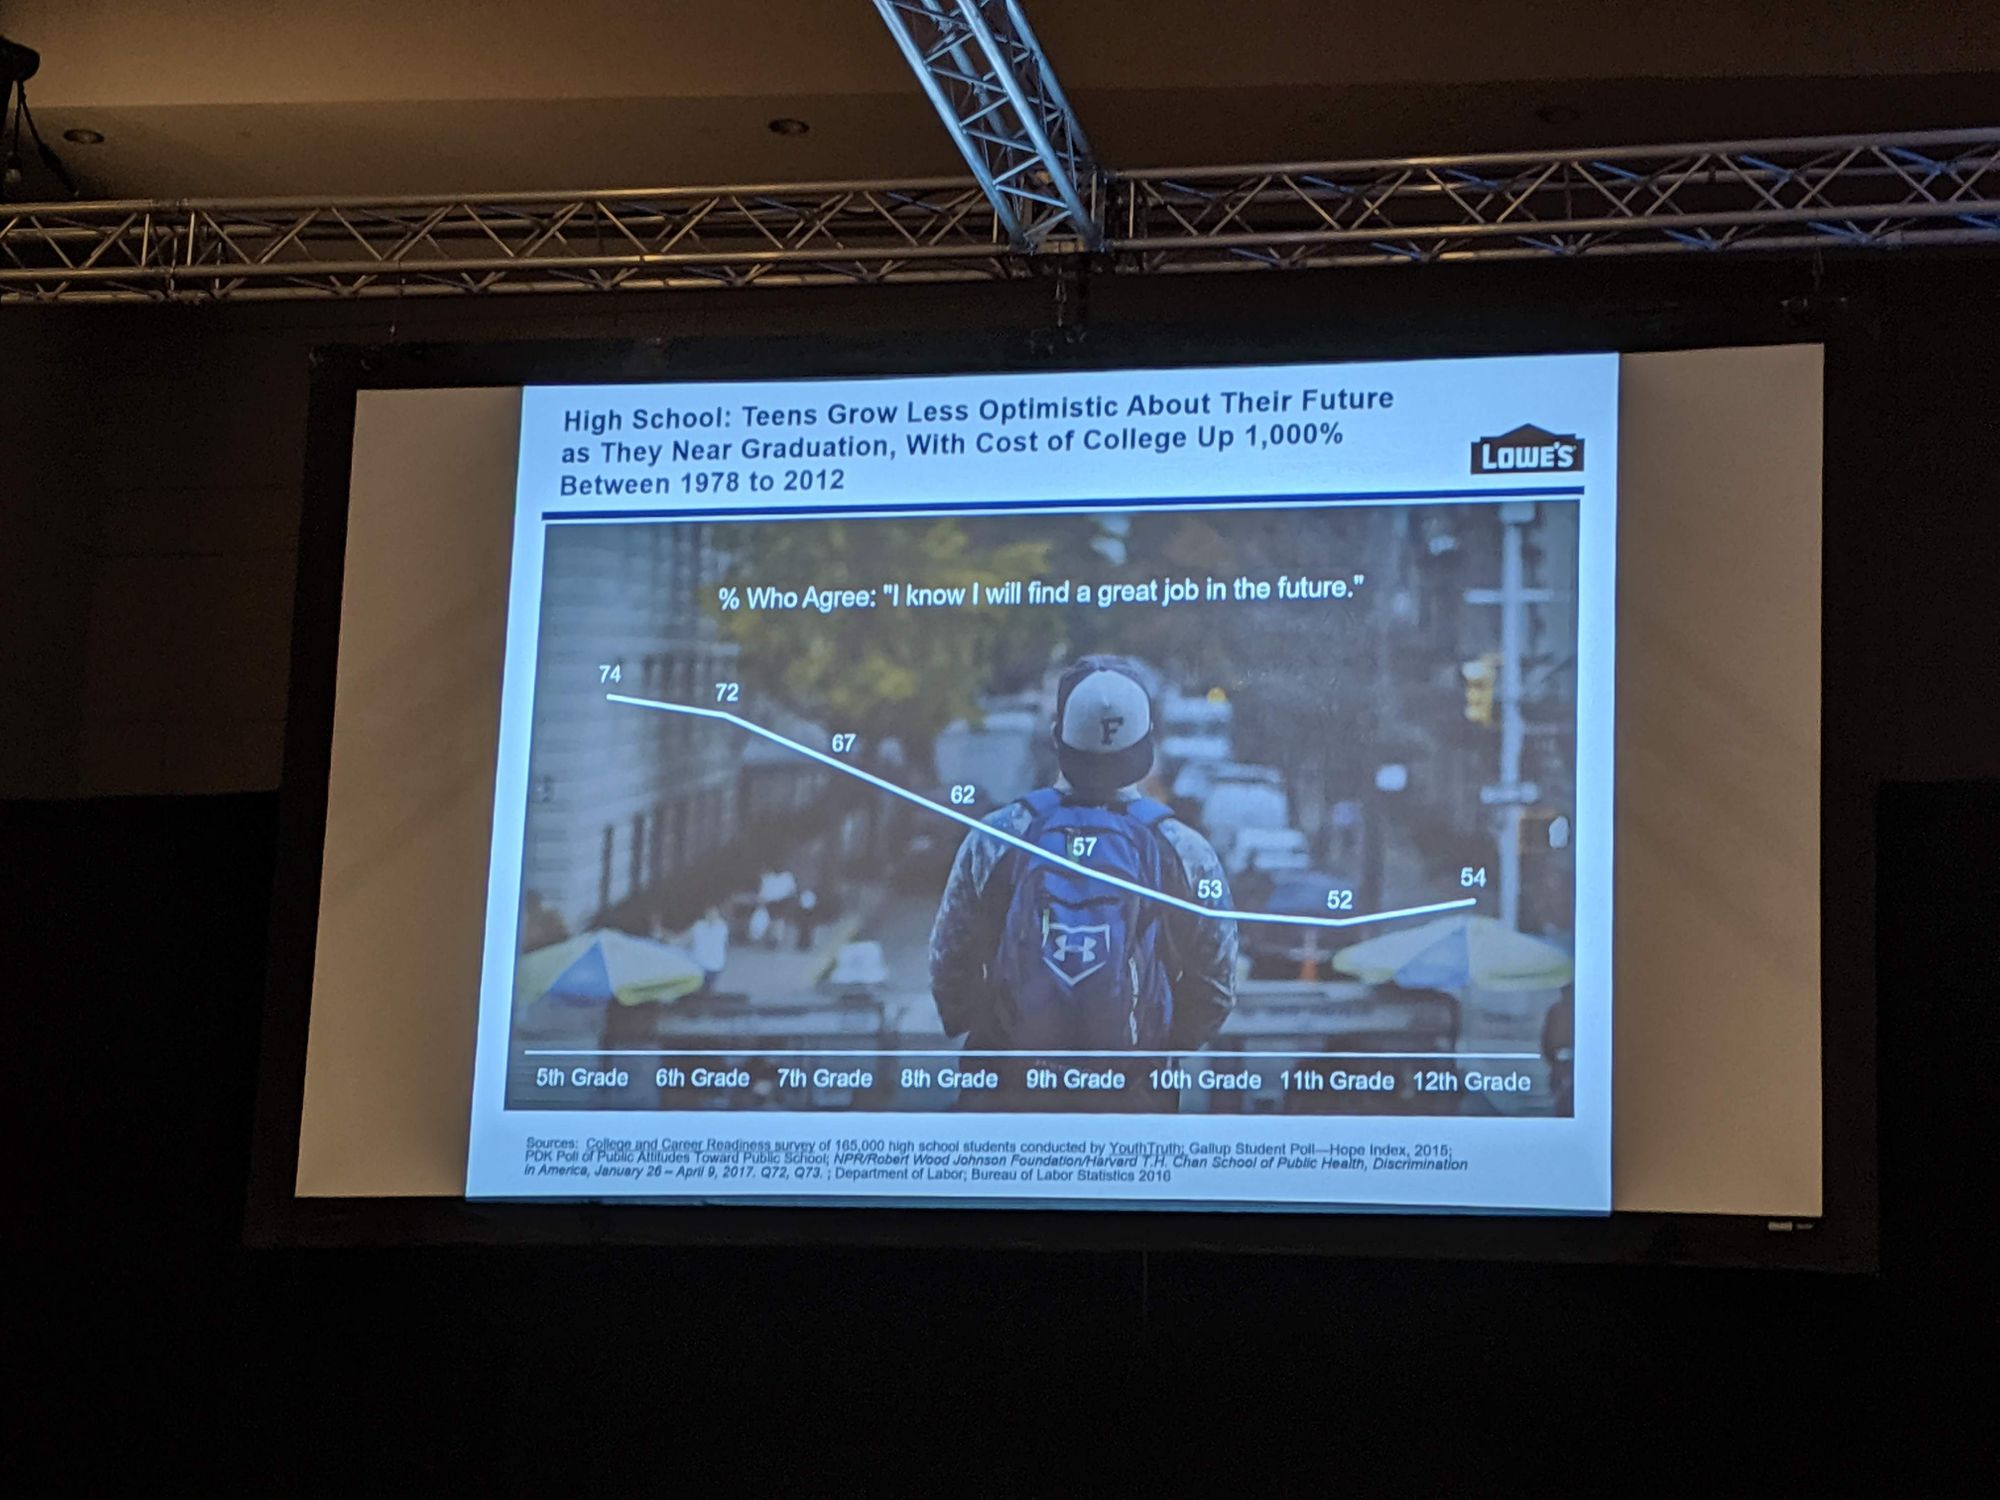 High School: Teens Grow Less Optimistic About Their Future
as They Near Graduation, With Cost of College Up 1,000%
Between 1978 to 2012
LOWE'S
% Who Agree: "I know I will find a great job in the future."
74
72
67
62
57
53
52
54
F
5th Grade 6th Grade 7th Grade 8th Grade 9th Grade 10th Grade 11th Grade 12th Grade
Sources: College and Career Readiness survey of 165,000 high school students conducted by YouthTruth; Gallup Student Poll—Hope Index, 2015;
PDK Poll of Public Attitudes Toward Public School; NPR/Robert Wood Johnson Foundation/Harvard T.H. Chan School of Public Health, Discrimination
in America, January 26 – April 9, 2017. Q72, Q73. ; Department of Labor; Bureau of Labor Statistics 2016